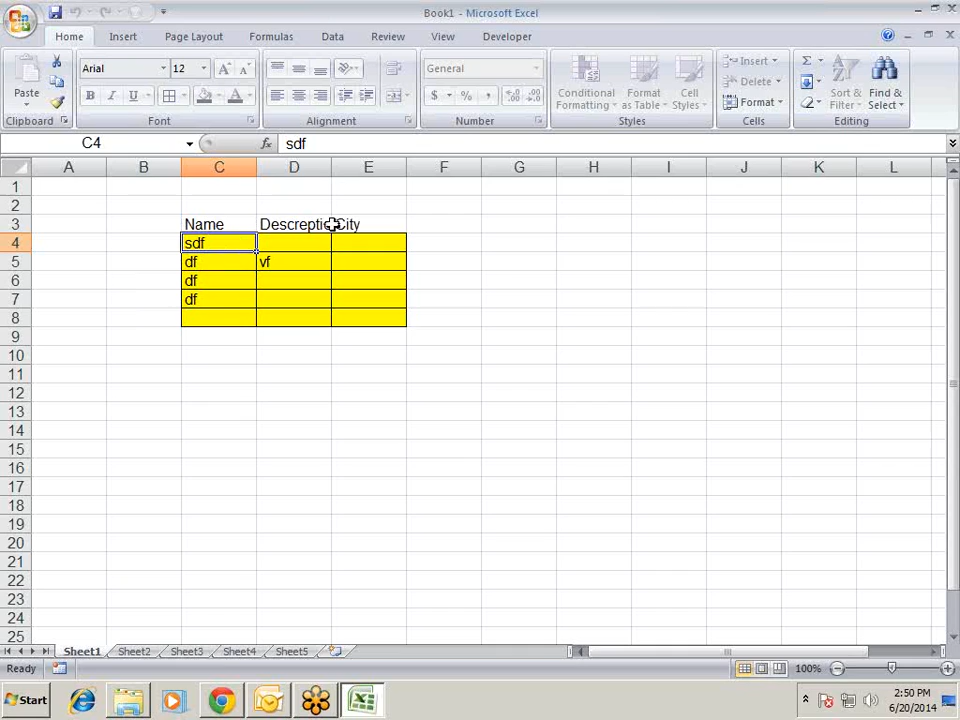 Book1 - Microsoft Excel
Home Insert Page Layout Formulas Data Review View Developer
Paste
Arial 12
B I U
A A
General
$ % ,
Conditional Formatting
Format as Table
Cell Styles
Insert
Delete
Format
Σ
Sort & Filter
Find & Select
Clipboard Font Alignment Number Styles Cells Editing
C4 fx sdf
A B C D E F G H I J K L
1
2
3 Name City
4 sdf
5 df vf
6 df
7 df
8
9
10
11
12
13
14
15
16
17
18
19
20
21
22
23
24
25
Sheet1 Sheet2 Sheet3 Sheet4 Sheet5
Ready 100%
Start
2:50 PM
6/20/2014